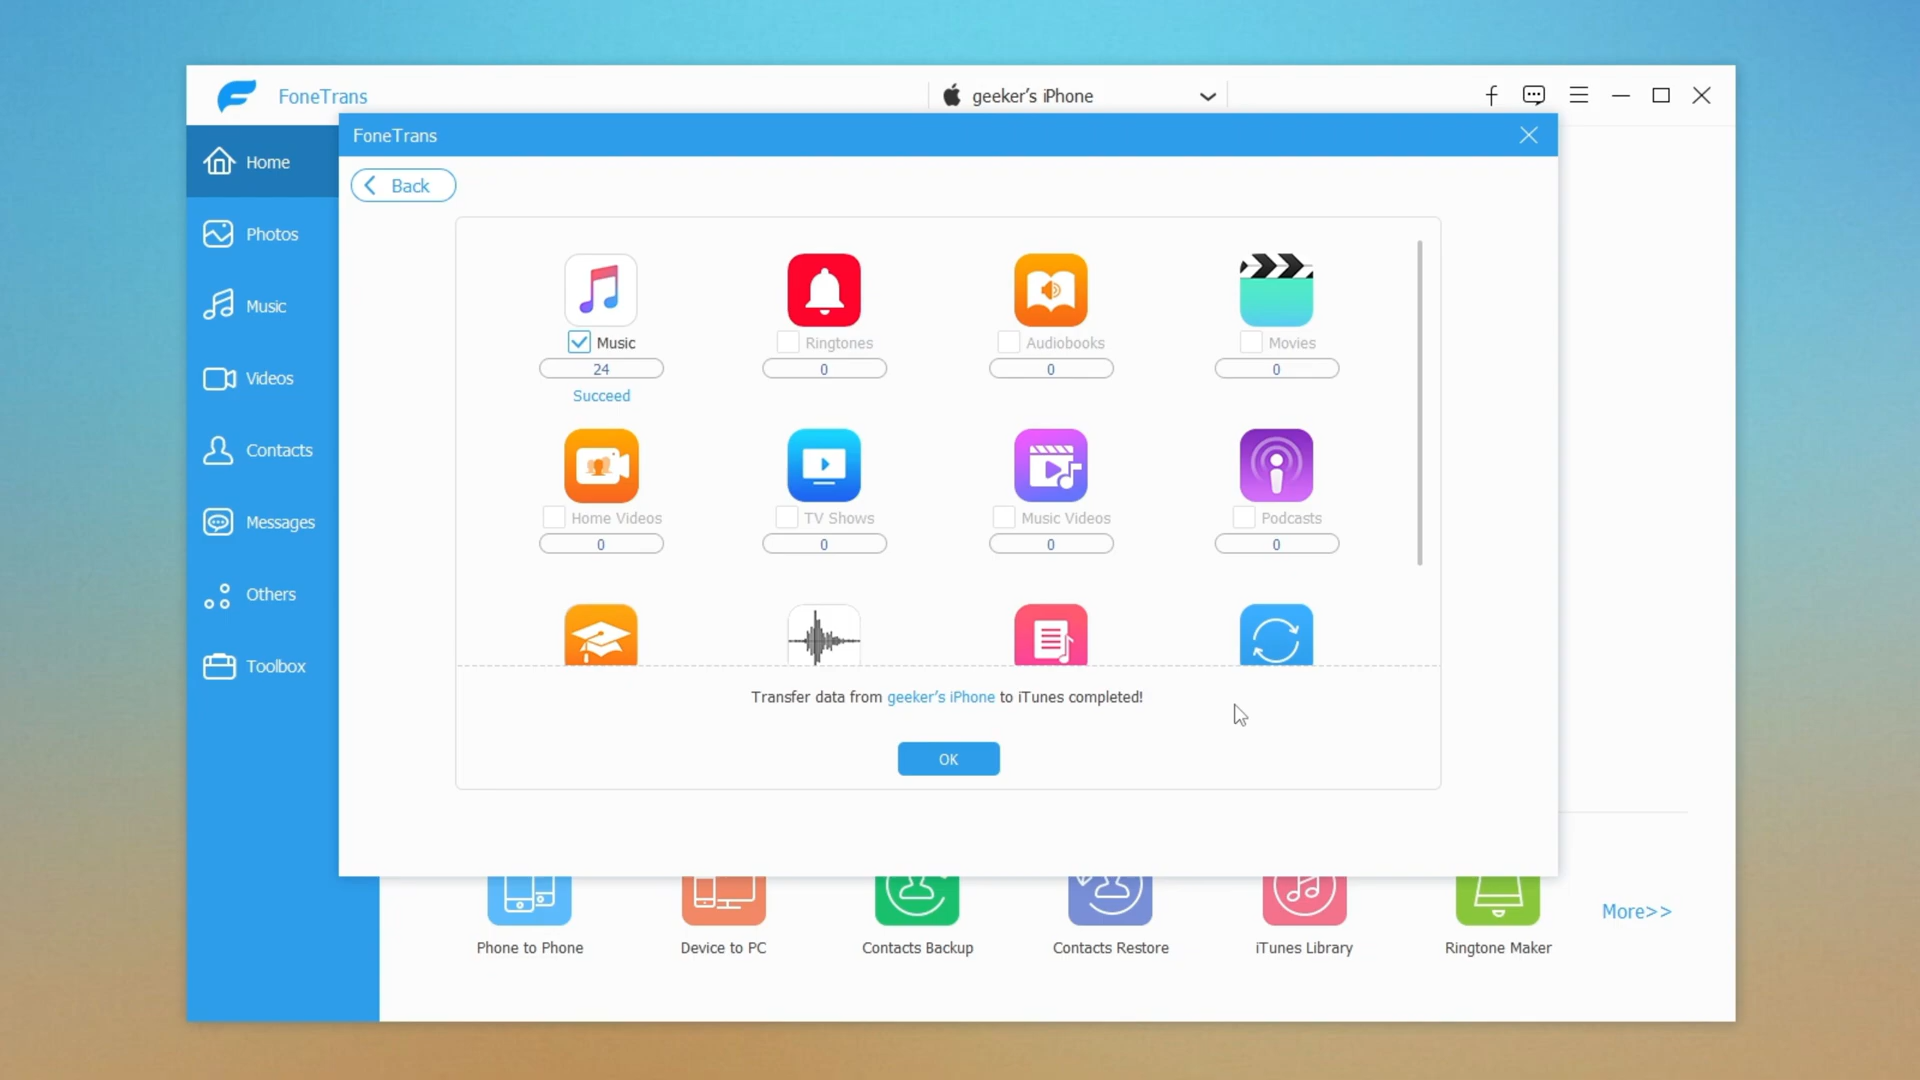 FoneTrans
geeker's iPhone
FoneTrans
Home
Back
Photos
Music
Videos
Contacts
Messages
Others
Toolbox
Music
Ringtones
Audiobooks
Movies
24
0
0
0
Succeed
Home Videos
TV Shows
Music Videos
Podcasts
0
0
0
0
Transfer data from geeker's iPhone to iTunes completed!
OK
More>>
Phone to Phone
Device to PC
Contacts Backup
Contacts Restore
iTunes Library
Ringtone Maker